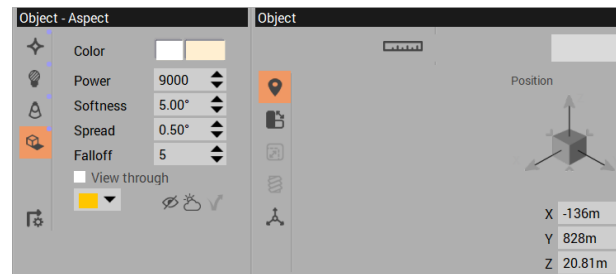 Object - Aspect
Object
Color
Power 9000
Softness 5.00°
Spread 0.50°
Falloff 5
View through
Position
X -136m
Y 828m
Z 20.81m